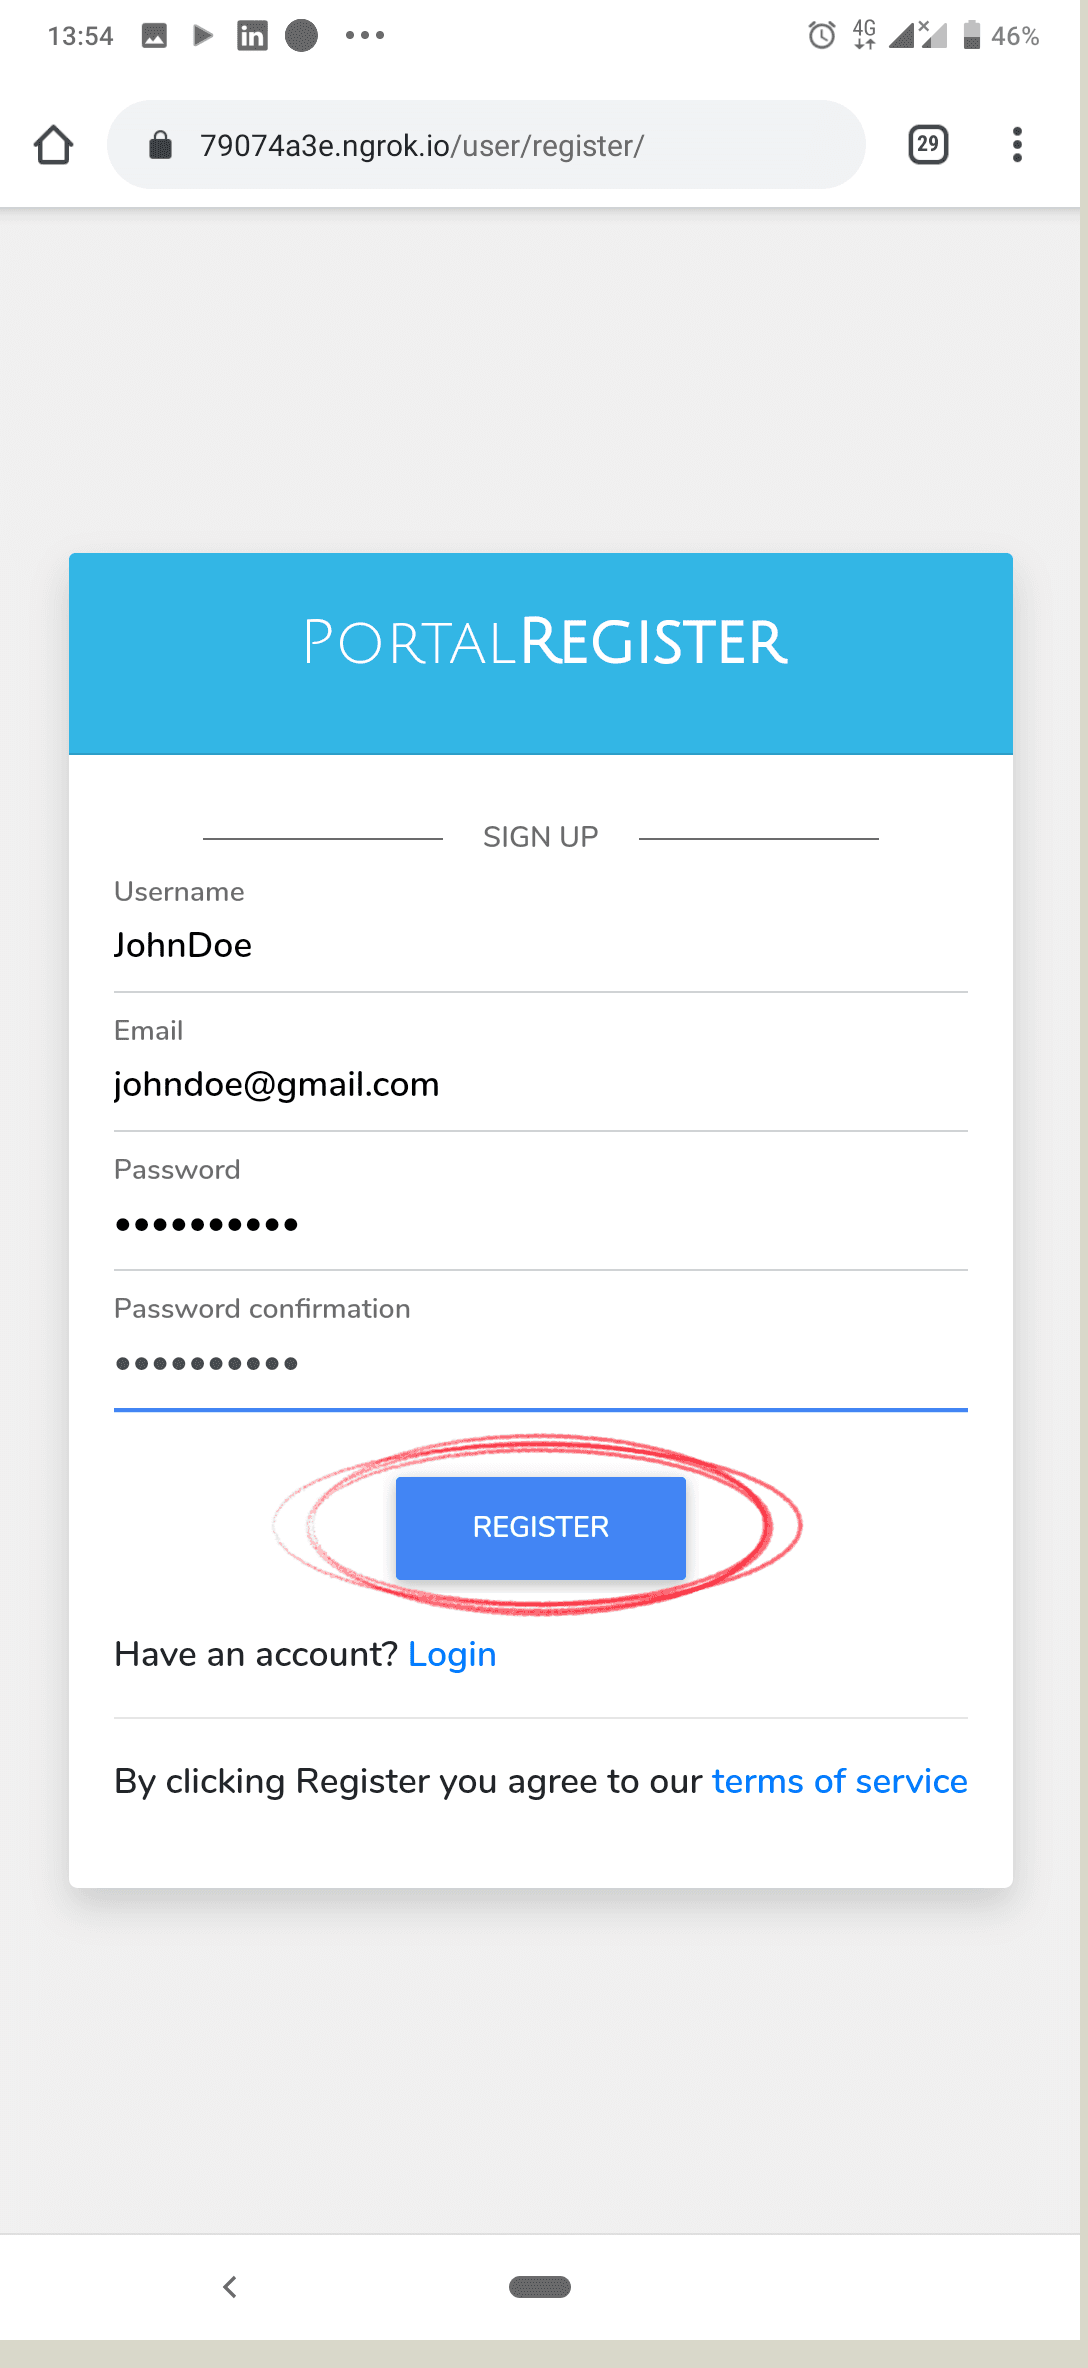 13:54
4G
46%
79074a3e.ngrok.io/user/register/
29
PORTALREGISTER
SIGN UP
Username
JohnDoe
Email
johndoe@gmail.com
Password
••••••••••
Password confirmation
••••••••••
REGISTER
Have an account? Login
By clicking Register you agree to our terms of service